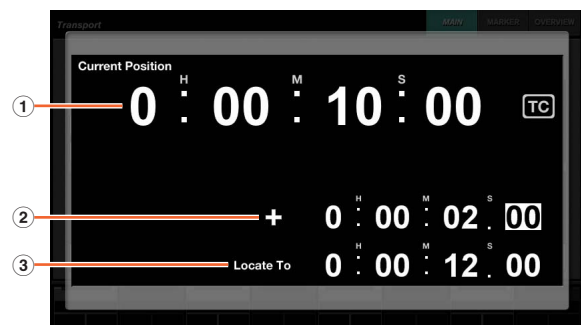 Transport MAIN MARKER OVERVIEW
Current Position
H M S
1 0 : 00 : 10 : 00 TC
H M S
2 + 0 : 00 : 02 . 00
H M S
3 Locate To 0 : 00 : 12 . 00